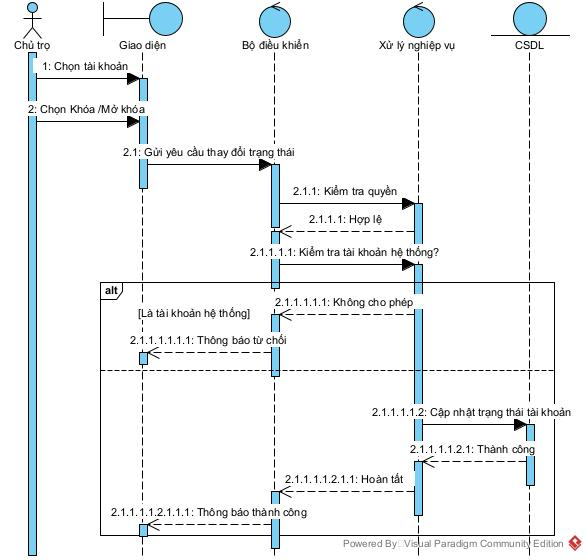 Chủ trọ
Giao diện
Bộ điều khiển
Xử lý nghiệp vụ
CSDL
1: Chọn tài khoản
2: Chọn Khóa /Mở khóa
2.1: Gửi yêu cầu thay đổi trạng thái
2.1.1: Kiểm tra quyền
2.1.1.1: Hợp lệ
2.1.1.1.1: Kiểm tra tài khoản hệ thống?
alt
2.1.1.1.1.1: Không cho phép
[Là tài khoản hệ thống]
2.1.1.1.1.1.1: Thông báo từ chối
2.1.1.1.1.2: Cập nhật trạng thái tài khoản
2.1.1.1.1.2.1: Thành công
2.1.1.1.1.2.1.1: Hoàn tất
2.1.1.1.1.2.1.1.1: Thông báo thành công
Powered By Visual Paradigm Community Edition